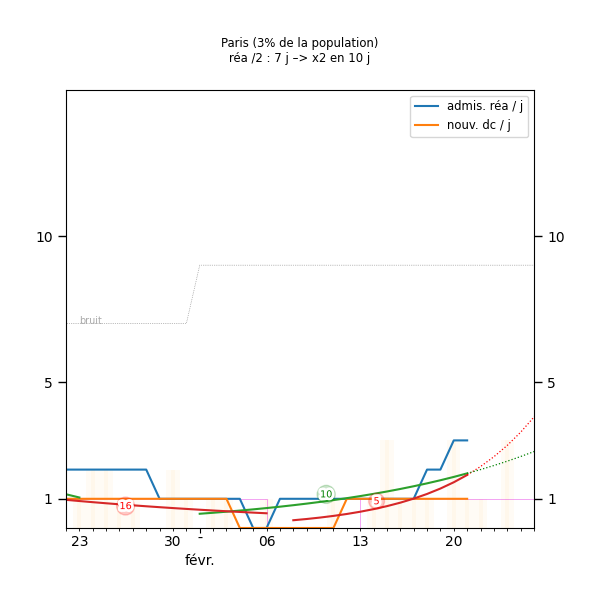 Paris (3% de la population)
réa /2 : 7 j –> x2 en 10 j
admis. réa / j
nouv. dc / j
10
10
bruit
5
5
1
1
16
10
5
23
30
-
06
13
20
févr.